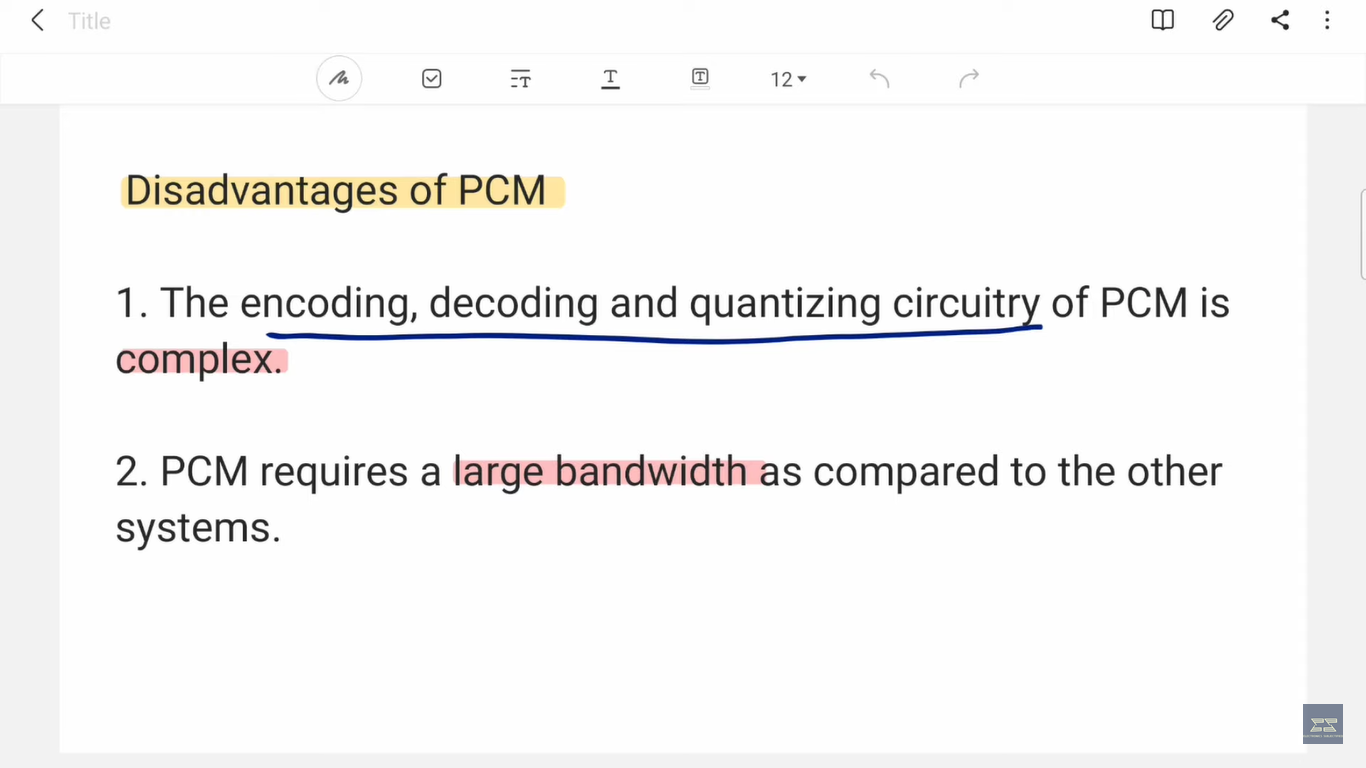 Title
12
Disadvantages of PCM
1. The encoding, decoding and quantizing circuitry of PCM is
complex.
2. PCM requires a large bandwidth as compared to the other
systems.